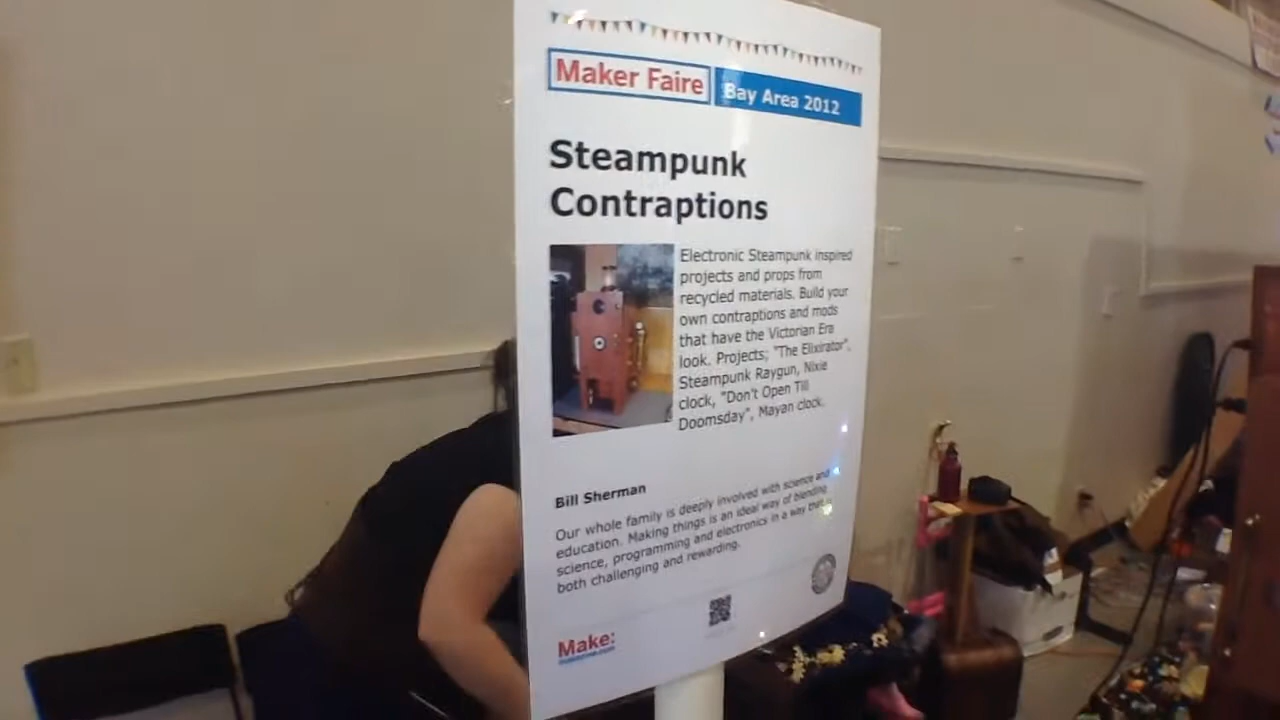 Maker Faire Bay Area 2012
Steampunk
Contraptions
Electronic Steampunk inspired
projects and props from
recycled materials. Build your
own contraptions and mods
that have the Victorian Era
look. Projects; "The Elixirator",
Steampunk Raygun, Nixie
clock, "Don't Open Till
Doomsday", Mayan clock.
Bill Sherman
Our whole family is deeply involved with science and
education. Making things is an ideal way of blending
science, programming and electronics in a way that is
both challenging and rewarding.
Make: